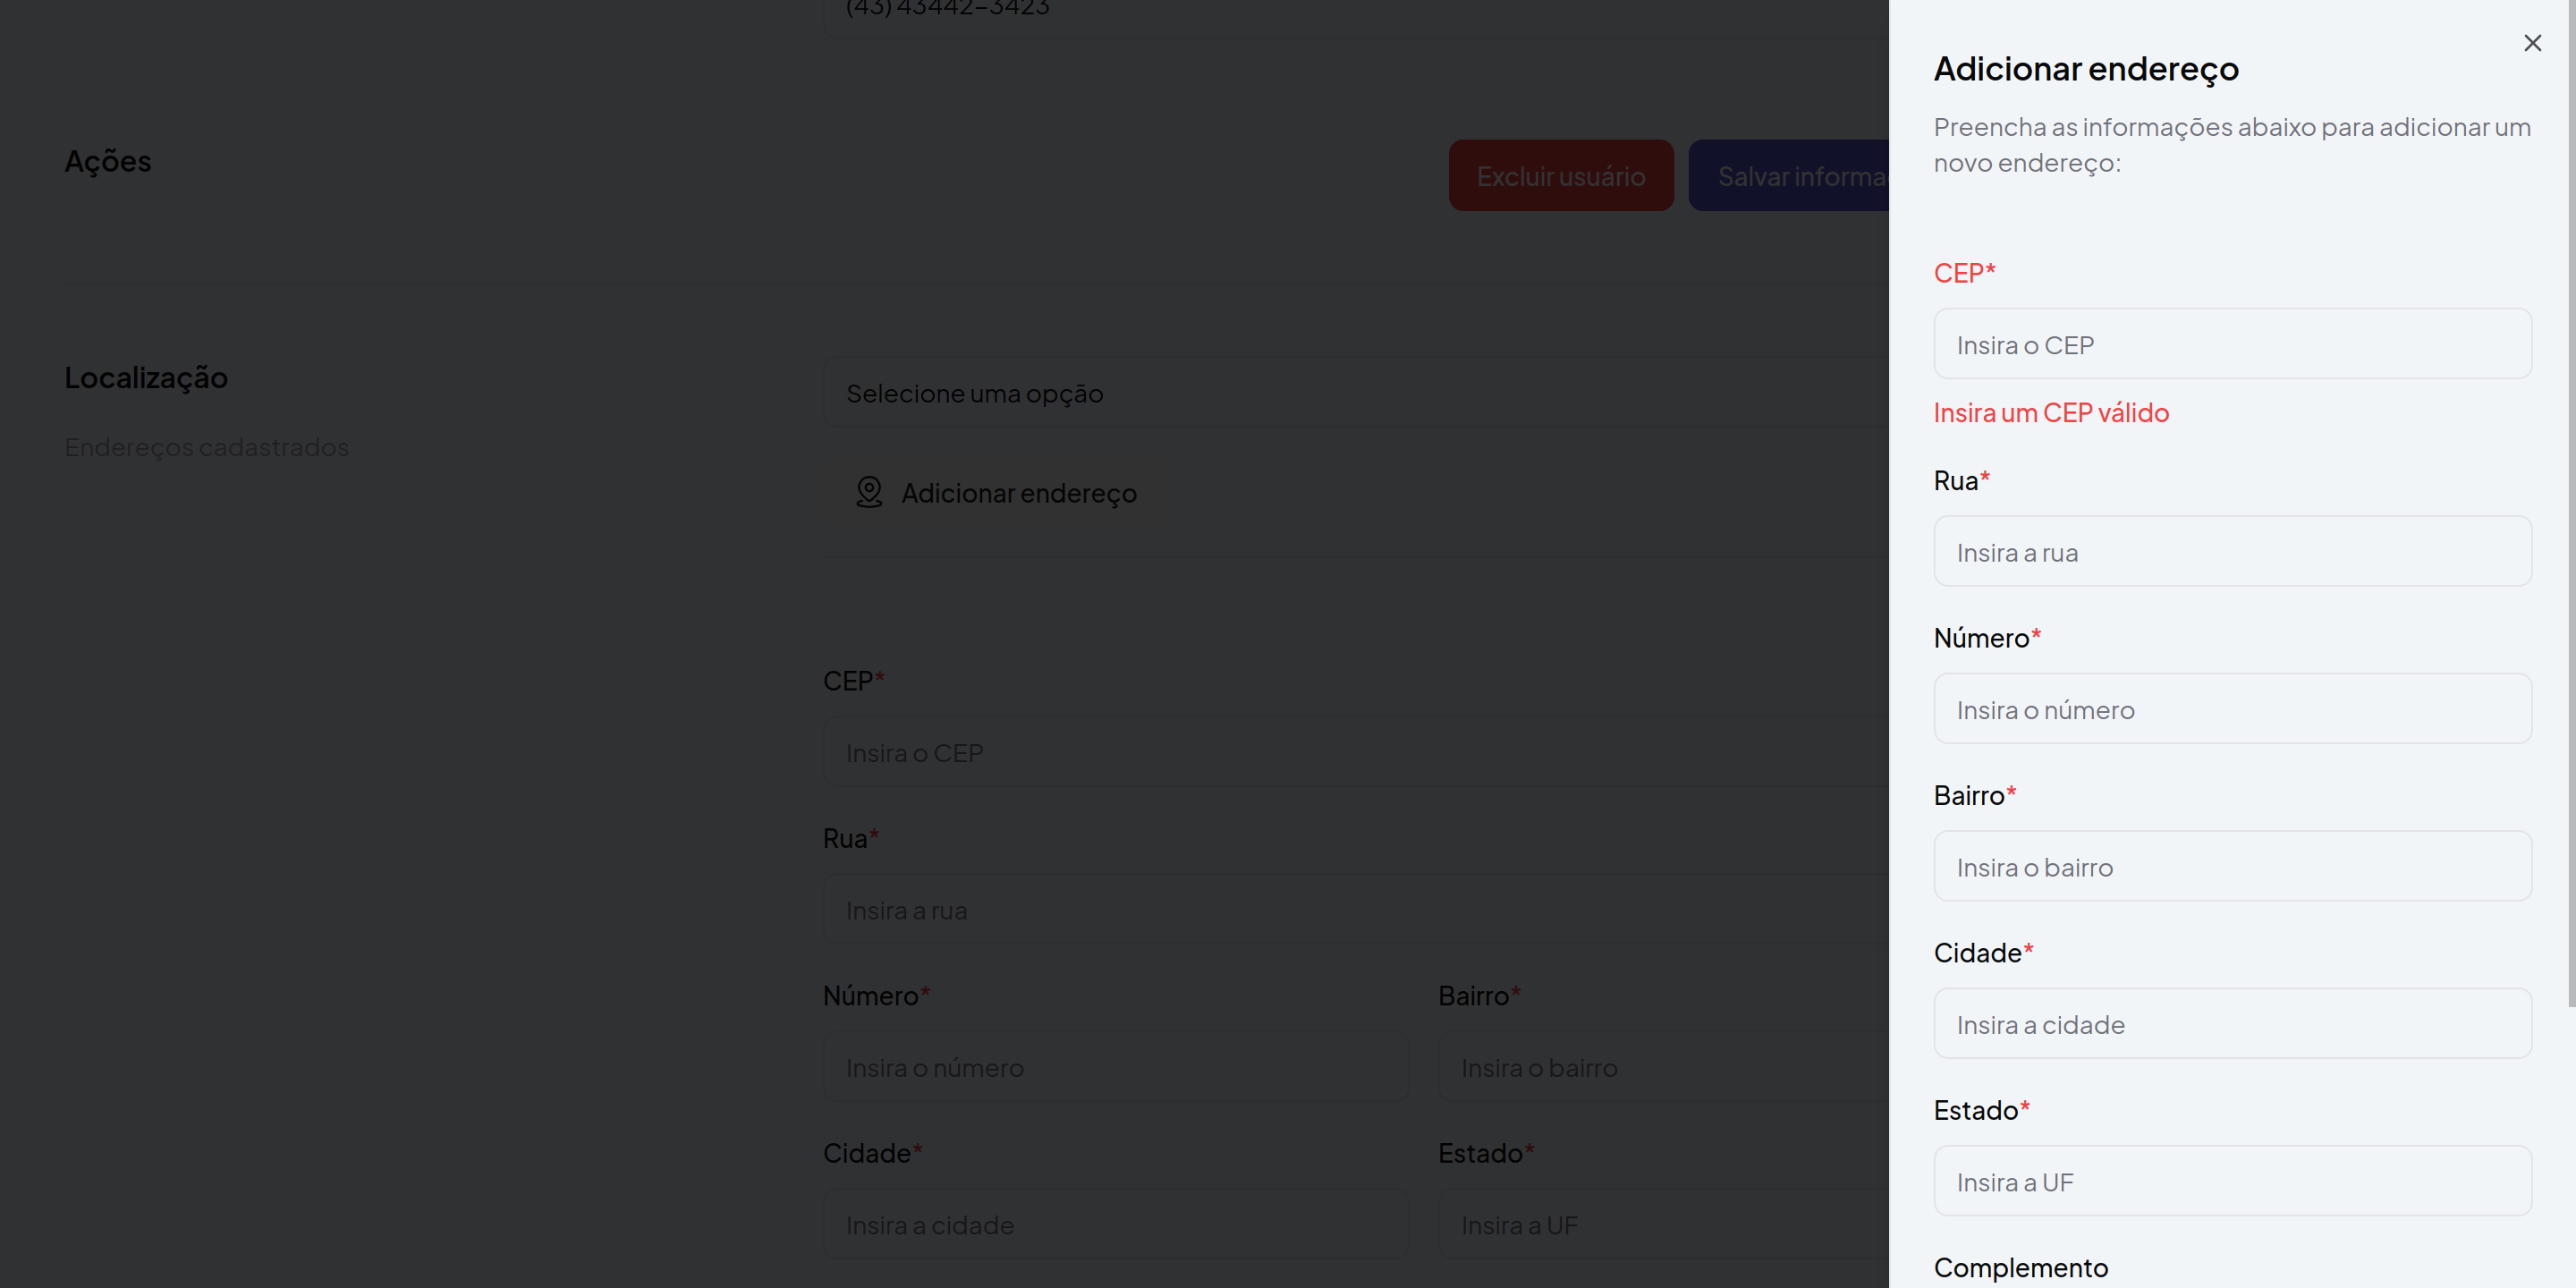 (43) 43442-3423
Ações
Excluir usuário
Salvar informa
Localização
Endereços cadastrados
Selecione uma opção
Adicionar endereço
CEP*
Insira o CEP
Rua*
Insira a rua
Número*
Bairro*
Insira o número
Insira o bairro
Cidade*
Estado*
Insira a cidade
Insira a UF
Adicionar endereço
Preencha as informações abaixo para adicionar um
novo endereço:
CEP*
Insira o CEP
Insira um CEP válido
Rua*
Insira a rua
Número*
Insira o número
Bairro*
Insira o bairro
Cidade*
Insira a cidade
Estado*
Insira a UF
Complemento